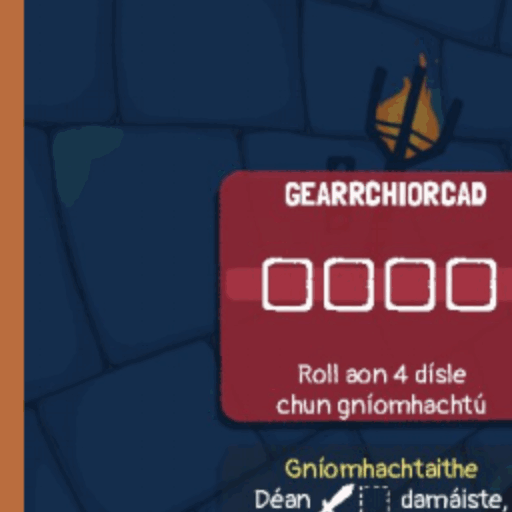 GEARRCHIORCAD
Roll aon 4 dísle
chun gníomhachtú
Gníomhachtaithe
Déan damáiste,